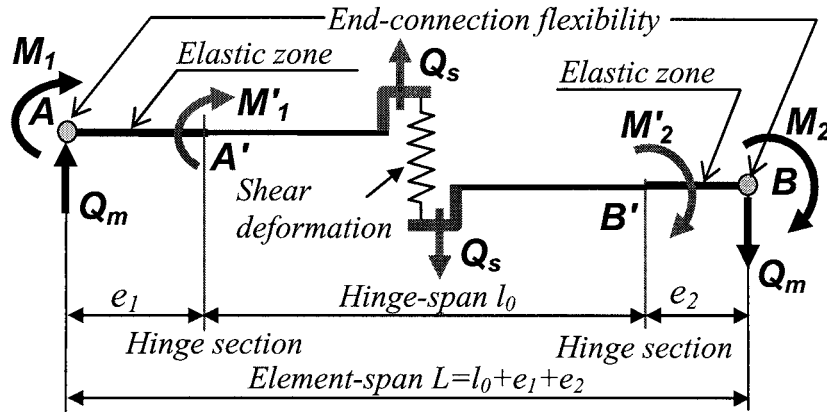 End-connection flexibility
M1
Elastic zone
Qs
Elastic zone
A
M'1
M'2
M2
A'
Shear
deformation
B
Qm
B'
Qs
Qm
e1
Hinge-span l0
e2
Hinge section
Hinge section
Element-span L=l0+e1+e2